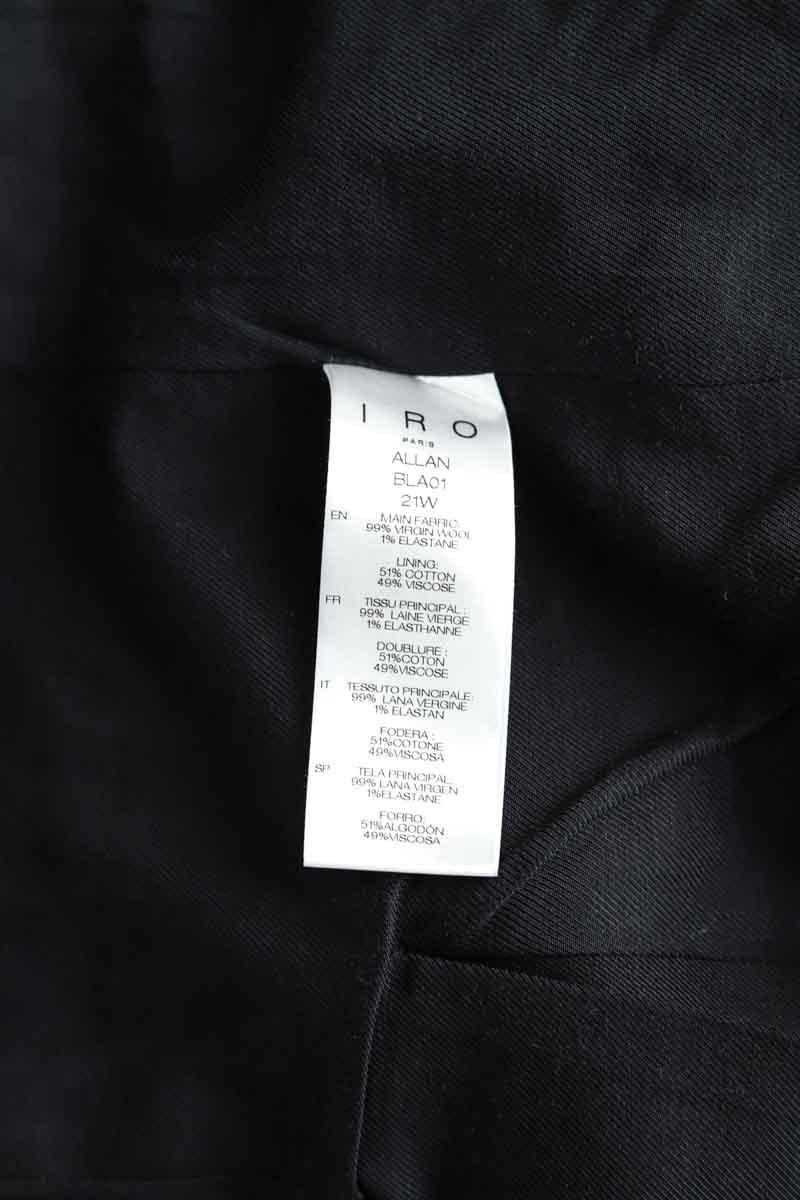 IRO
PARIS
ALLAN
BLA01
21W
EN MAIN FABRIC:
99% VIRGIN WOOL
1% ELASTANE
LINING:
51% COTTON
49% VISCOSE
FR TISSU PRINCIPAL :
99% LAINE VIERGE
1% ELASTHANNE
DOUBLURE :
51%COTON
49%VISCOSE
IT TESSUTO PRINCIPALE:
99% LANA VERGINE
1% ELASTAN
FODERA :
51%COTONE
49%VISCOSA
SP TELA PRINCIPAL:
99% LANA VIRGEN
1%ELASTANE
FORRO:
51%ALGODÓN
49%VISCOSA